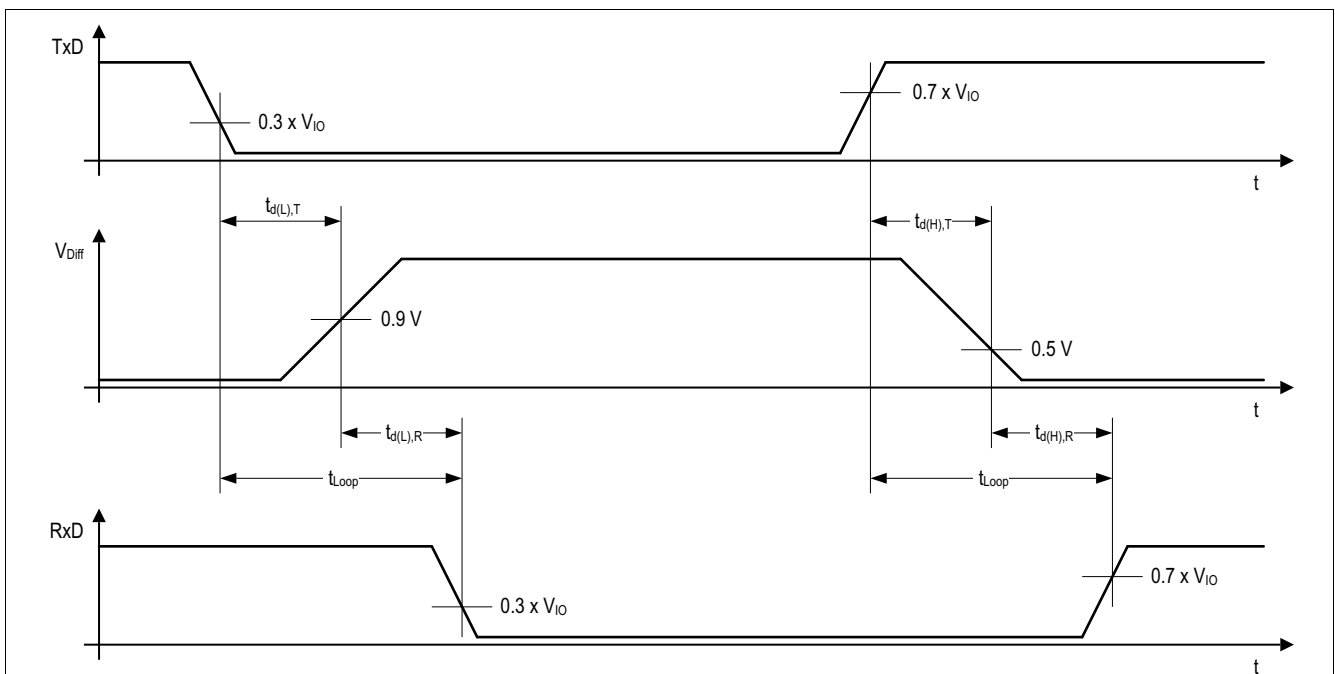 TxD
0.3 x VIO
0.7 x VIO
t
td(L),T
td(H),T
VDiff
0.9 V
0.5 V
t
td(L),R
td(H),R
tLoop
tLoop
RxD
0.3 x VIO
0.7 x VIO
t